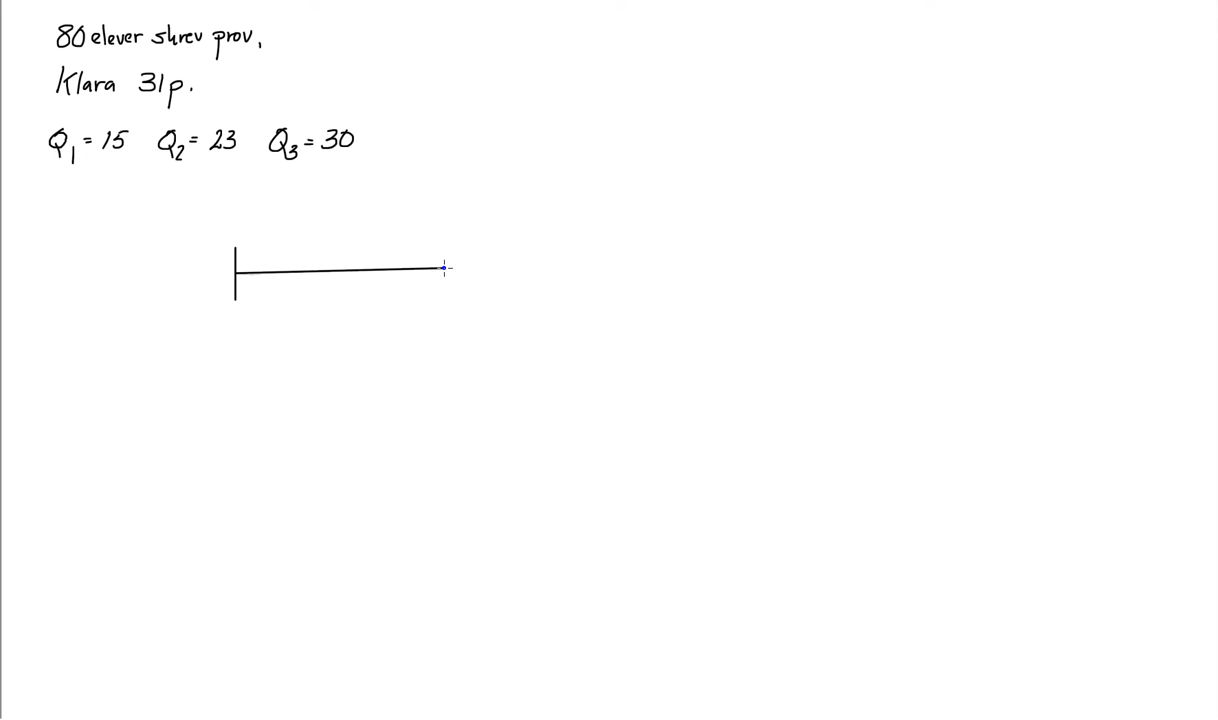 80 elever skrev prov.
Klara 31p.
Q₁ = 15 Q₂ = 23 Q₃ = 30